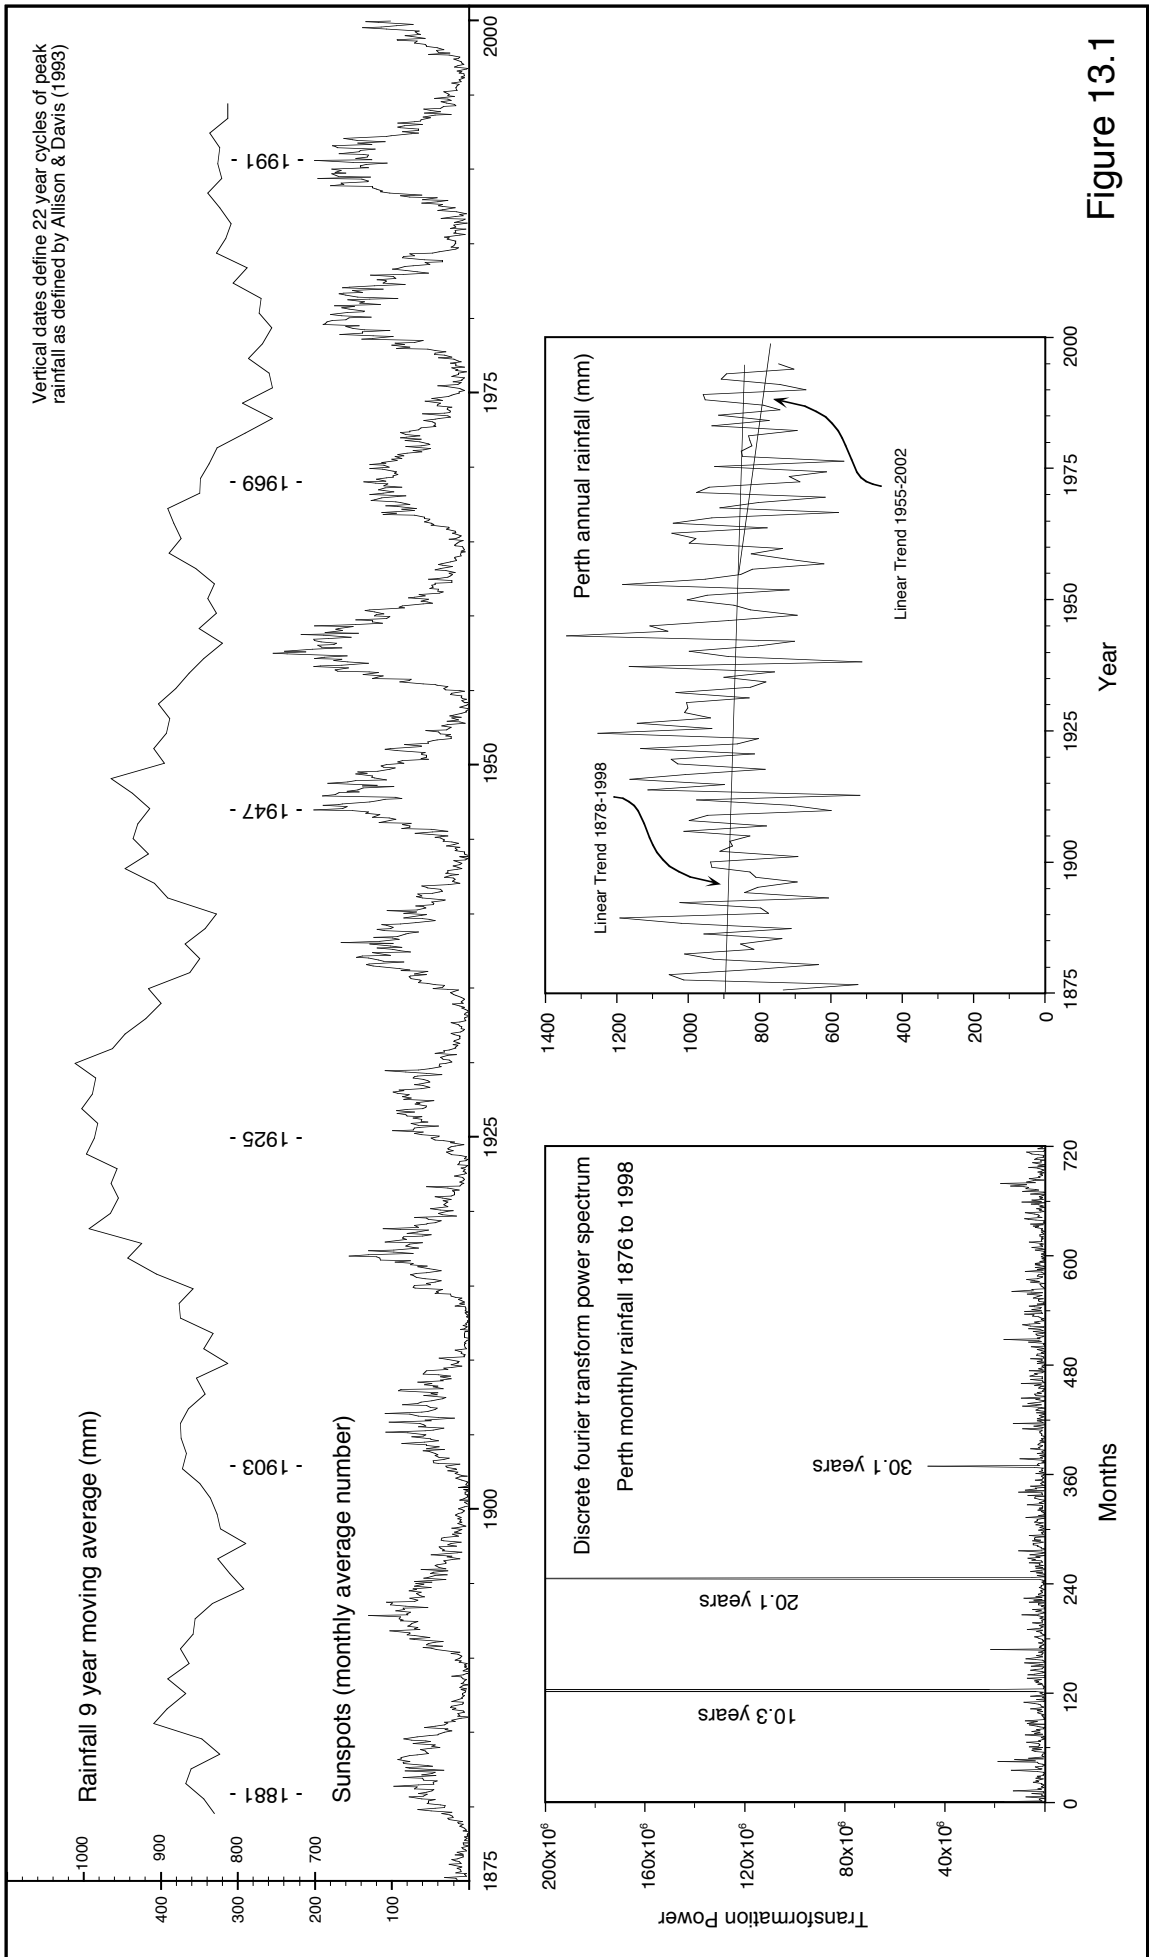 Vertical dates define 22 year cycles of peak
rainfall as defined by Allison & Davis (1993)
Rainfall 9 year moving average (mm)
1000
900
800
700
- 1881 -
- 1903 -
- 1925 -
- 1947 -
- 1969 -
- 1991 -
Sunspots (monthly average number)
400
300
200
100
1875
1900
1925
1950
1975
2000
Transformation Power
200x10⁶
160x10⁶
120x10⁶
80x10⁶
40x10⁶
Discrete fourier transform power spectrum
Perth monthly rainfall 1876 to 1998
10.3 years
20.1 years
30.1 years
0
120
240
360
480
600
720
Months
1400
1200
1000
800
600
400
200
0
Perth annual rainfall (mm)
Linear Trend 1878-1998
Linear Trend 1955-2002
1875
1900
1925
1950
1975
2000
Year
Figure 13.1